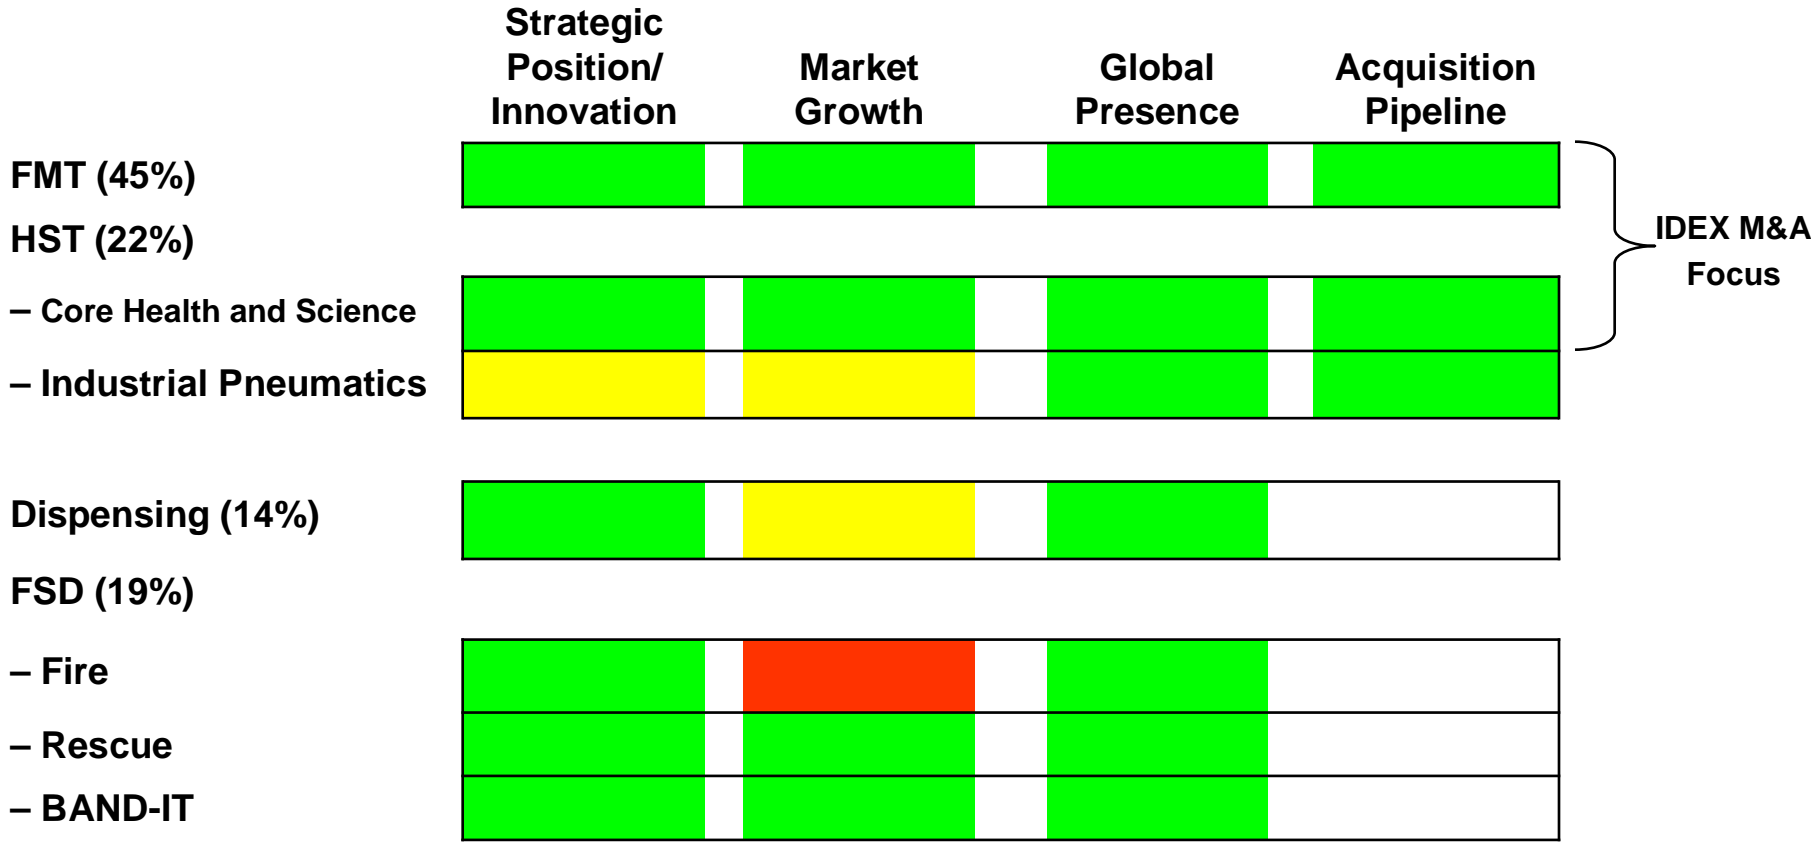 Strategic
Position/
Innovation
Market
Growth
Global
Presence
Acquisition
Pipeline
FMT (45%)
HST (22%)
– Core Health and Science
– Industrial Pneumatics
IDEX M&A
Focus
Dispensing (14%)
FSD (19%)
– Fire
– Rescue
– BAND-IT